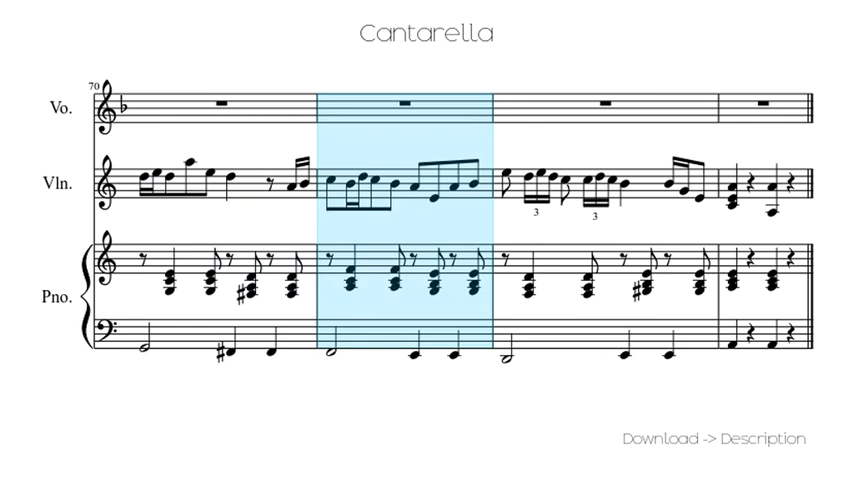 Cantarella
70
Vo.
Vln.
3
3
Pno.
Download -> Description